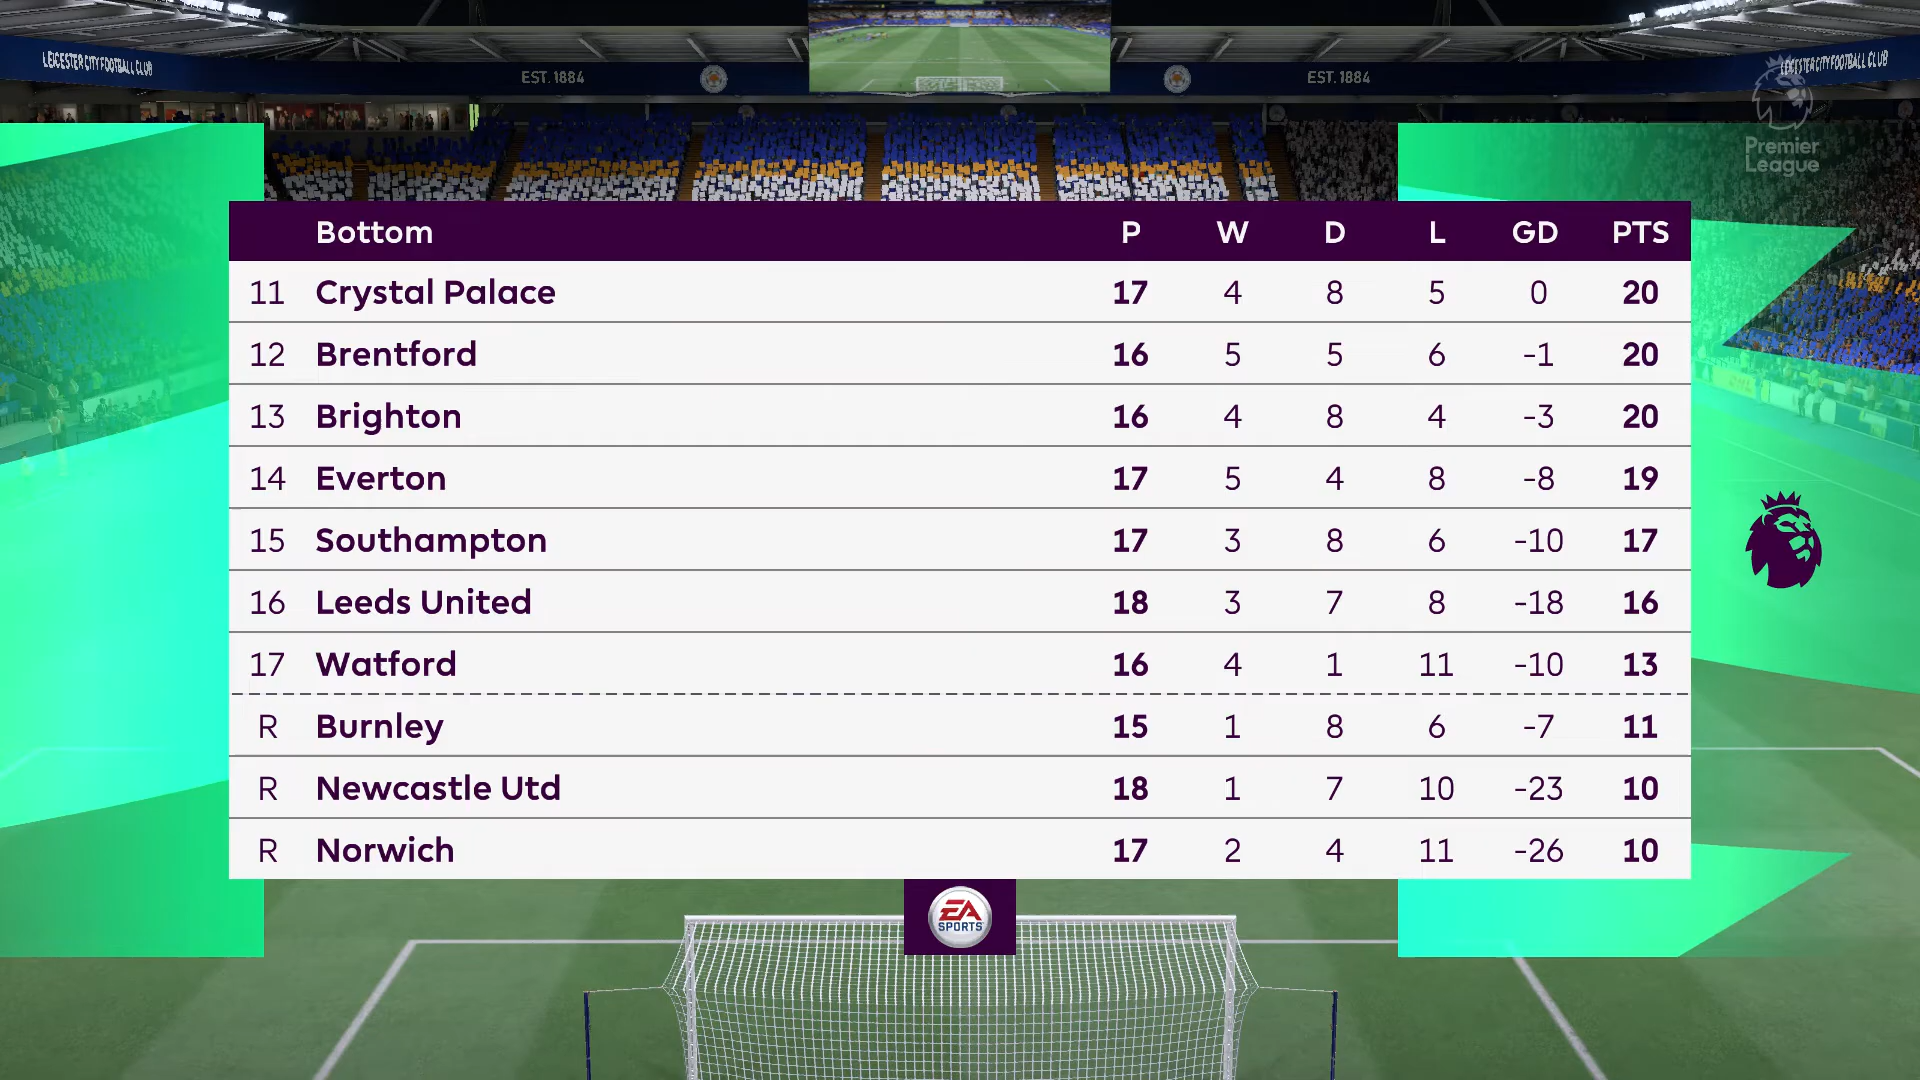 LEICESTER CITY FOOTBALL CLUB
EST. 1884
EST. 1884
LEICESTER CITY FOOTBALL CLUB
Premier
League
Bottom P W D L GD PTS
11 Crystal Palace 17 4 8 5 0 20
12 Brentford 16 5 5 6 -1 20
13 Brighton 16 4 8 4 -3 20
14 Everton 17 5 4 8 -8 19
15 Southampton 17 3 8 6 -10 17
16 Leeds United 18 3 7 8 -18 16
17 Watford 16 4 1 11 -10 13
R Burnley 15 1 8 6 -7 11
R Newcastle Utd 18 1 7 10 -23 10
R Norwich 17 2 4 11 -26 10
EA
SPORTS